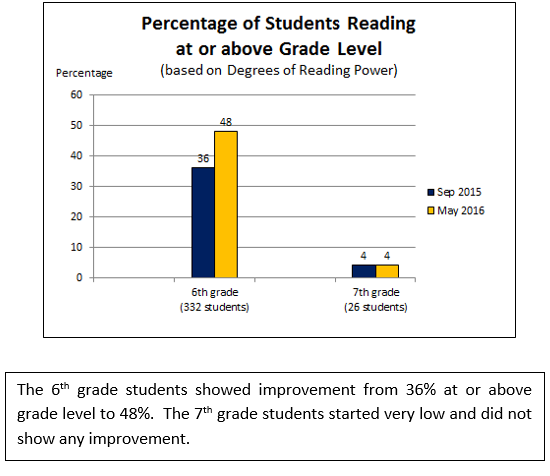 Percentage of Students Reading
at or above Grade Level
(based on Degrees of Reading Power)
Percentage
60
50
40
30
20
10
0
36
48
4
4
6th grade
(332 students)
7th grade
(26 students)
Sep 2015
May 2016
The 6th grade students showed improvement from 36% at or above
grade level to 48%. The 7th grade students started very low and did not
show any improvement.